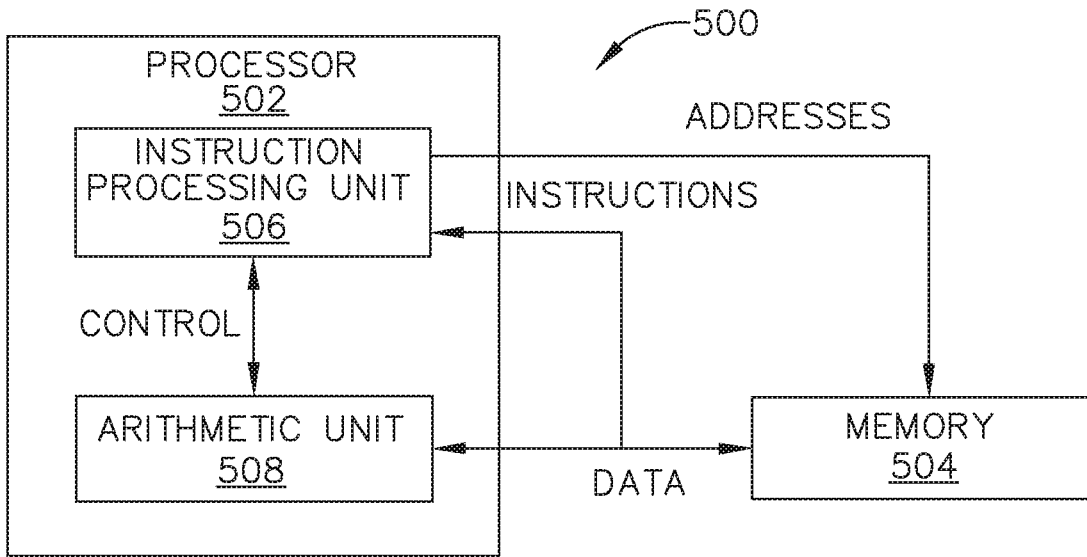 500
PROCESSOR
502
ADDRESSES
INSTRUCTION
PROCESSING UNIT
506
INSTRUCTIONS
CONTROL
ARITHMETIC UNIT
508
DATA
MEMORY
504